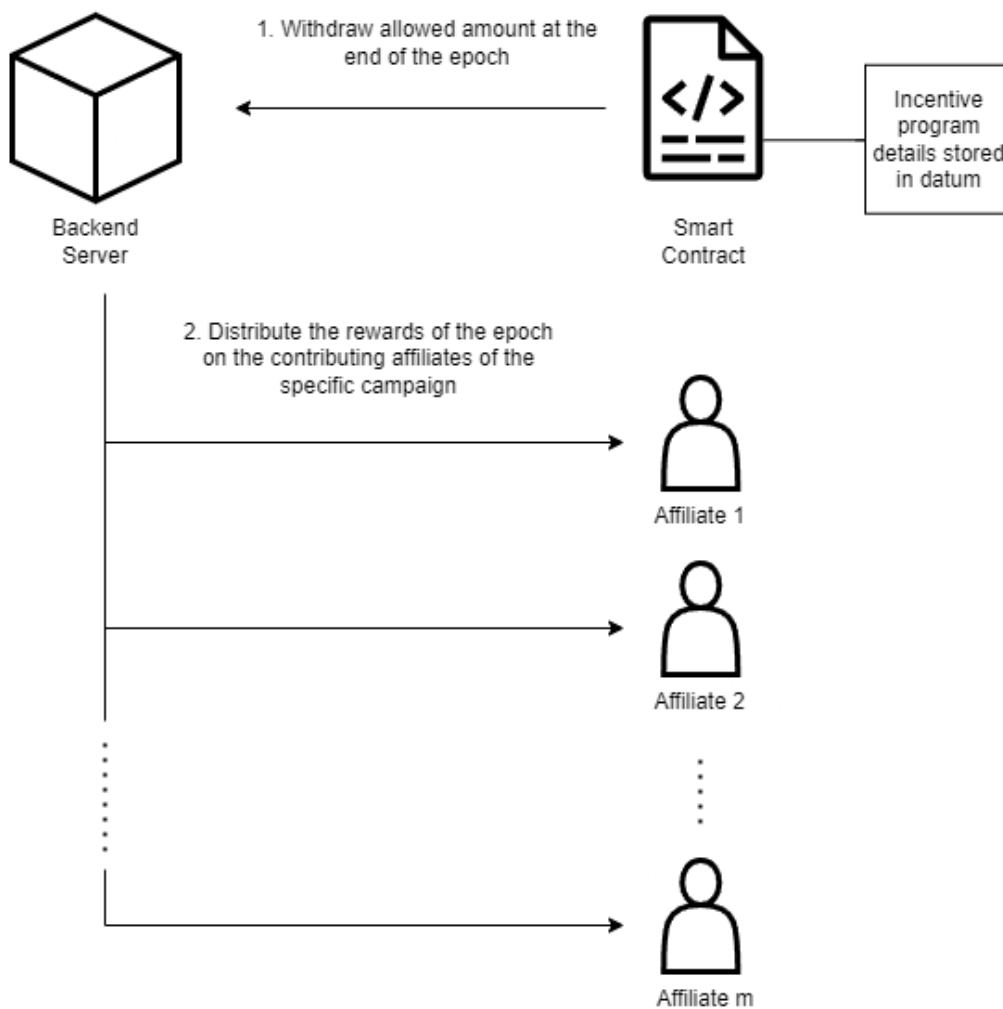 1. Withdraw allowed amount at the
end of the epoch
</>
Incentive
program
details stored
in datum
Backend
Server
Smart
Contract
2. Distribute the rewards of the epoch
on the contributing affiliates of the
specific campaign
Affiliate 1
Affiliate 2
Affiliate m